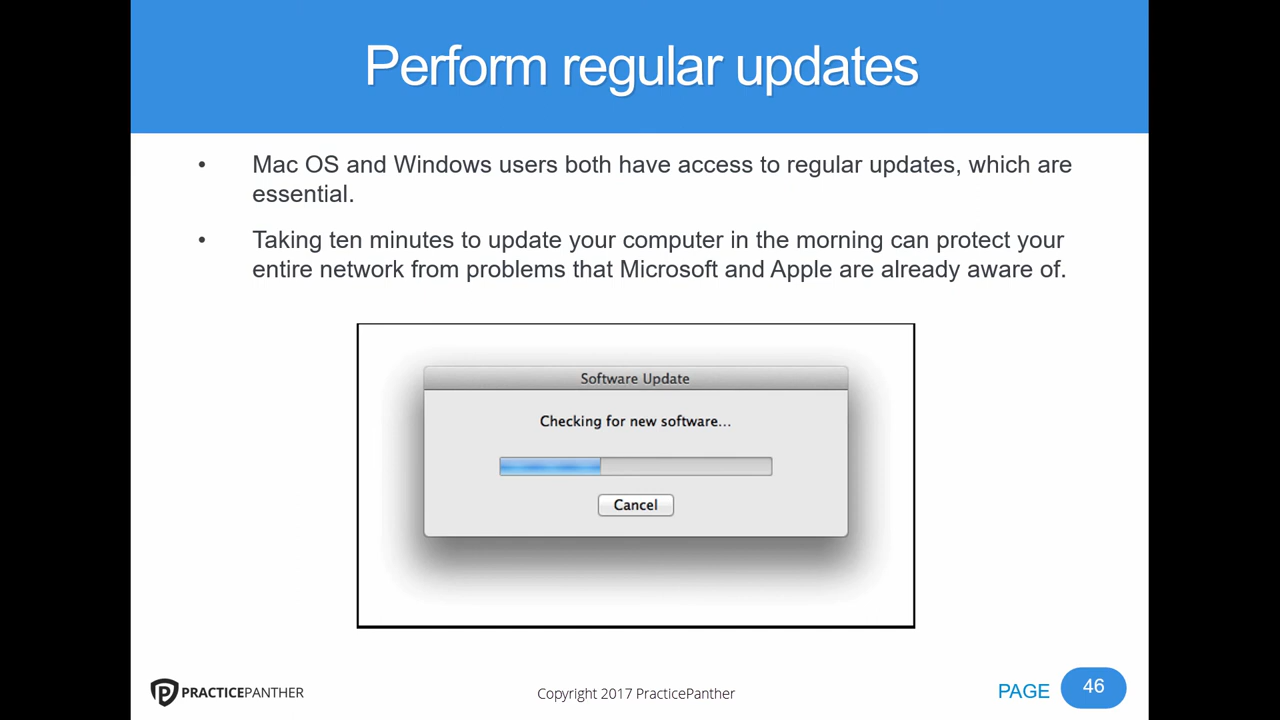 Perform regular updates
• Mac OS and Windows users both have access to regular updates, which are
essential.
• Taking ten minutes to update your computer in the morning can protect your
entire network from problems that Microsoft and Apple are already aware of.
Software Update
Checking for new software...
Cancel
PRACTICEPANTHER
Copyright 2017 PracticePanther
PAGE 46